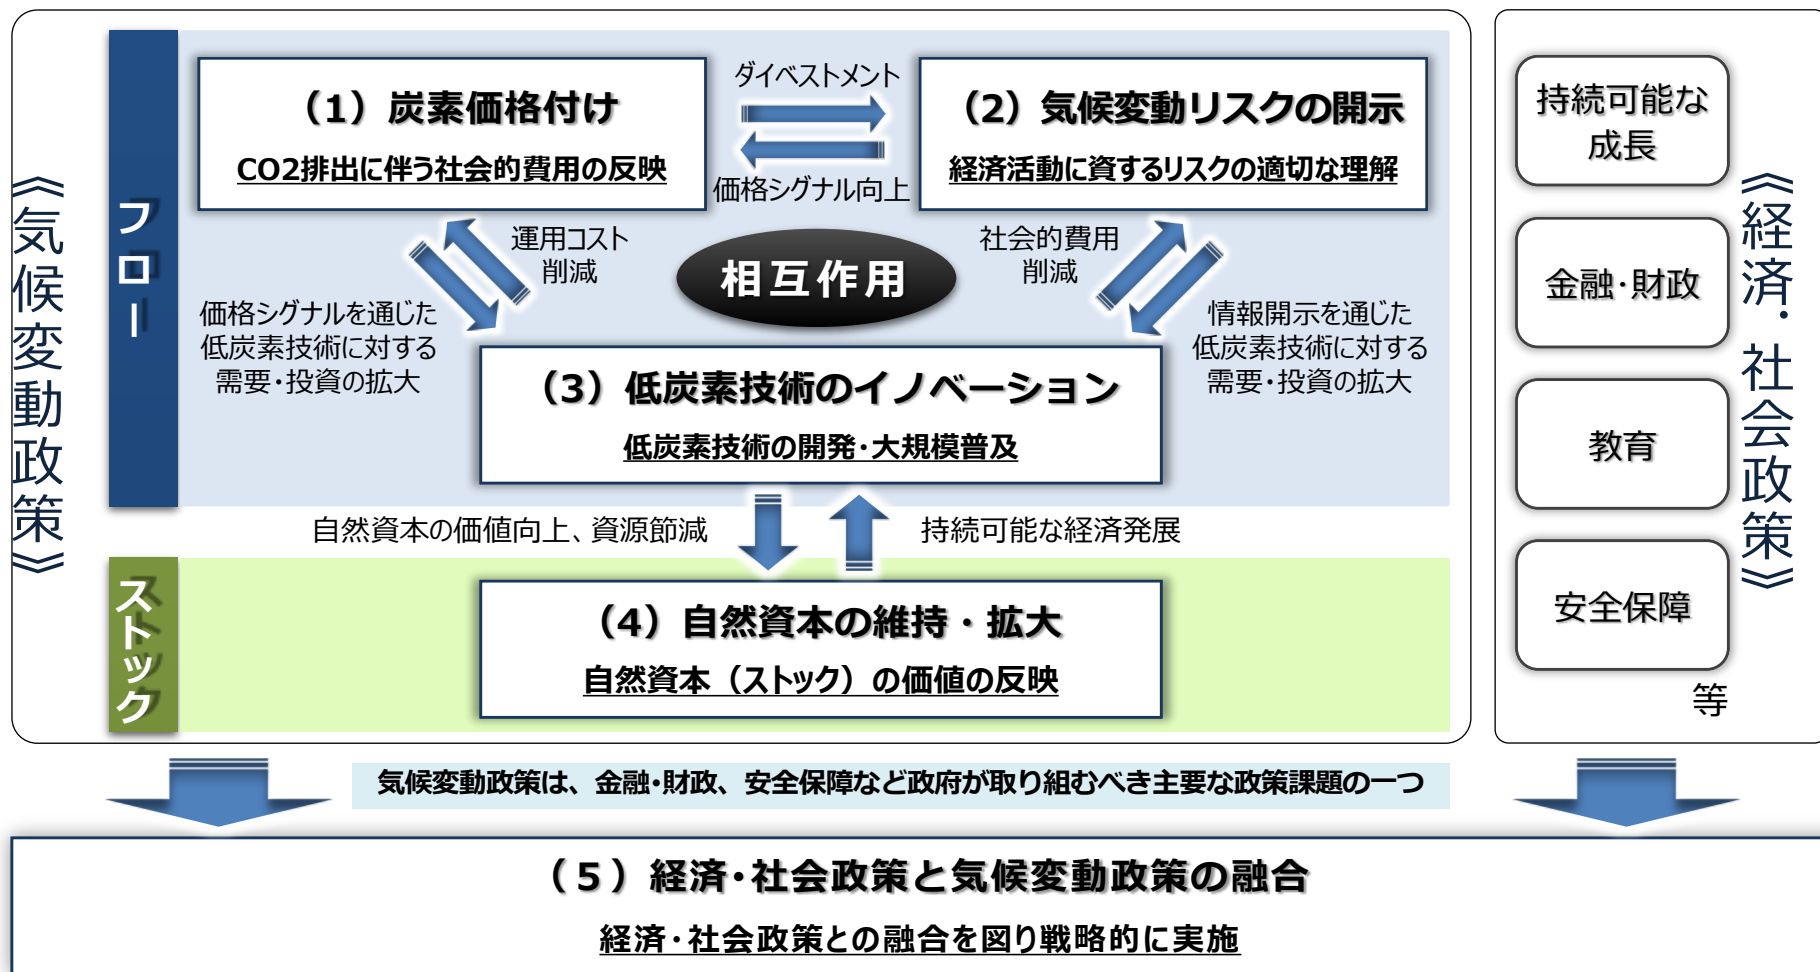 《気候変動政策》
フロー
（1）炭素価格付け
CO2排出に伴う社会的費用の反映
ダイベストメント
価格シグナル向上
（2）気候変動リスクの開示
経済活動に資するリスクの適切な理解
運用コスト
削減
相互作用
社会的費用
削減
価格シグナルを通じた
低炭素技術に対する
需要・投資の拡大
情報開示を通じた
低炭素技術に対する
需要・投資の拡大
（3）低炭素技術のイノベーション
低炭素技術の開発・大規模普及
自然資本の価値向上、資源節減
持続可能な経済発展
ストック
（4）自然資本の維持・拡大
自然資本（ストック）の価値の反映
持続可能な
成長
金融・財政
教育
安全保障
等
《経済・社会政策》
気候変動政策は、金融・財政、安全保障など政府が取り組むべき主要な政策課題の一つ
（５）経済・社会政策と気候変動政策の融合
経済・社会政策との融合を図り戦略的に実施